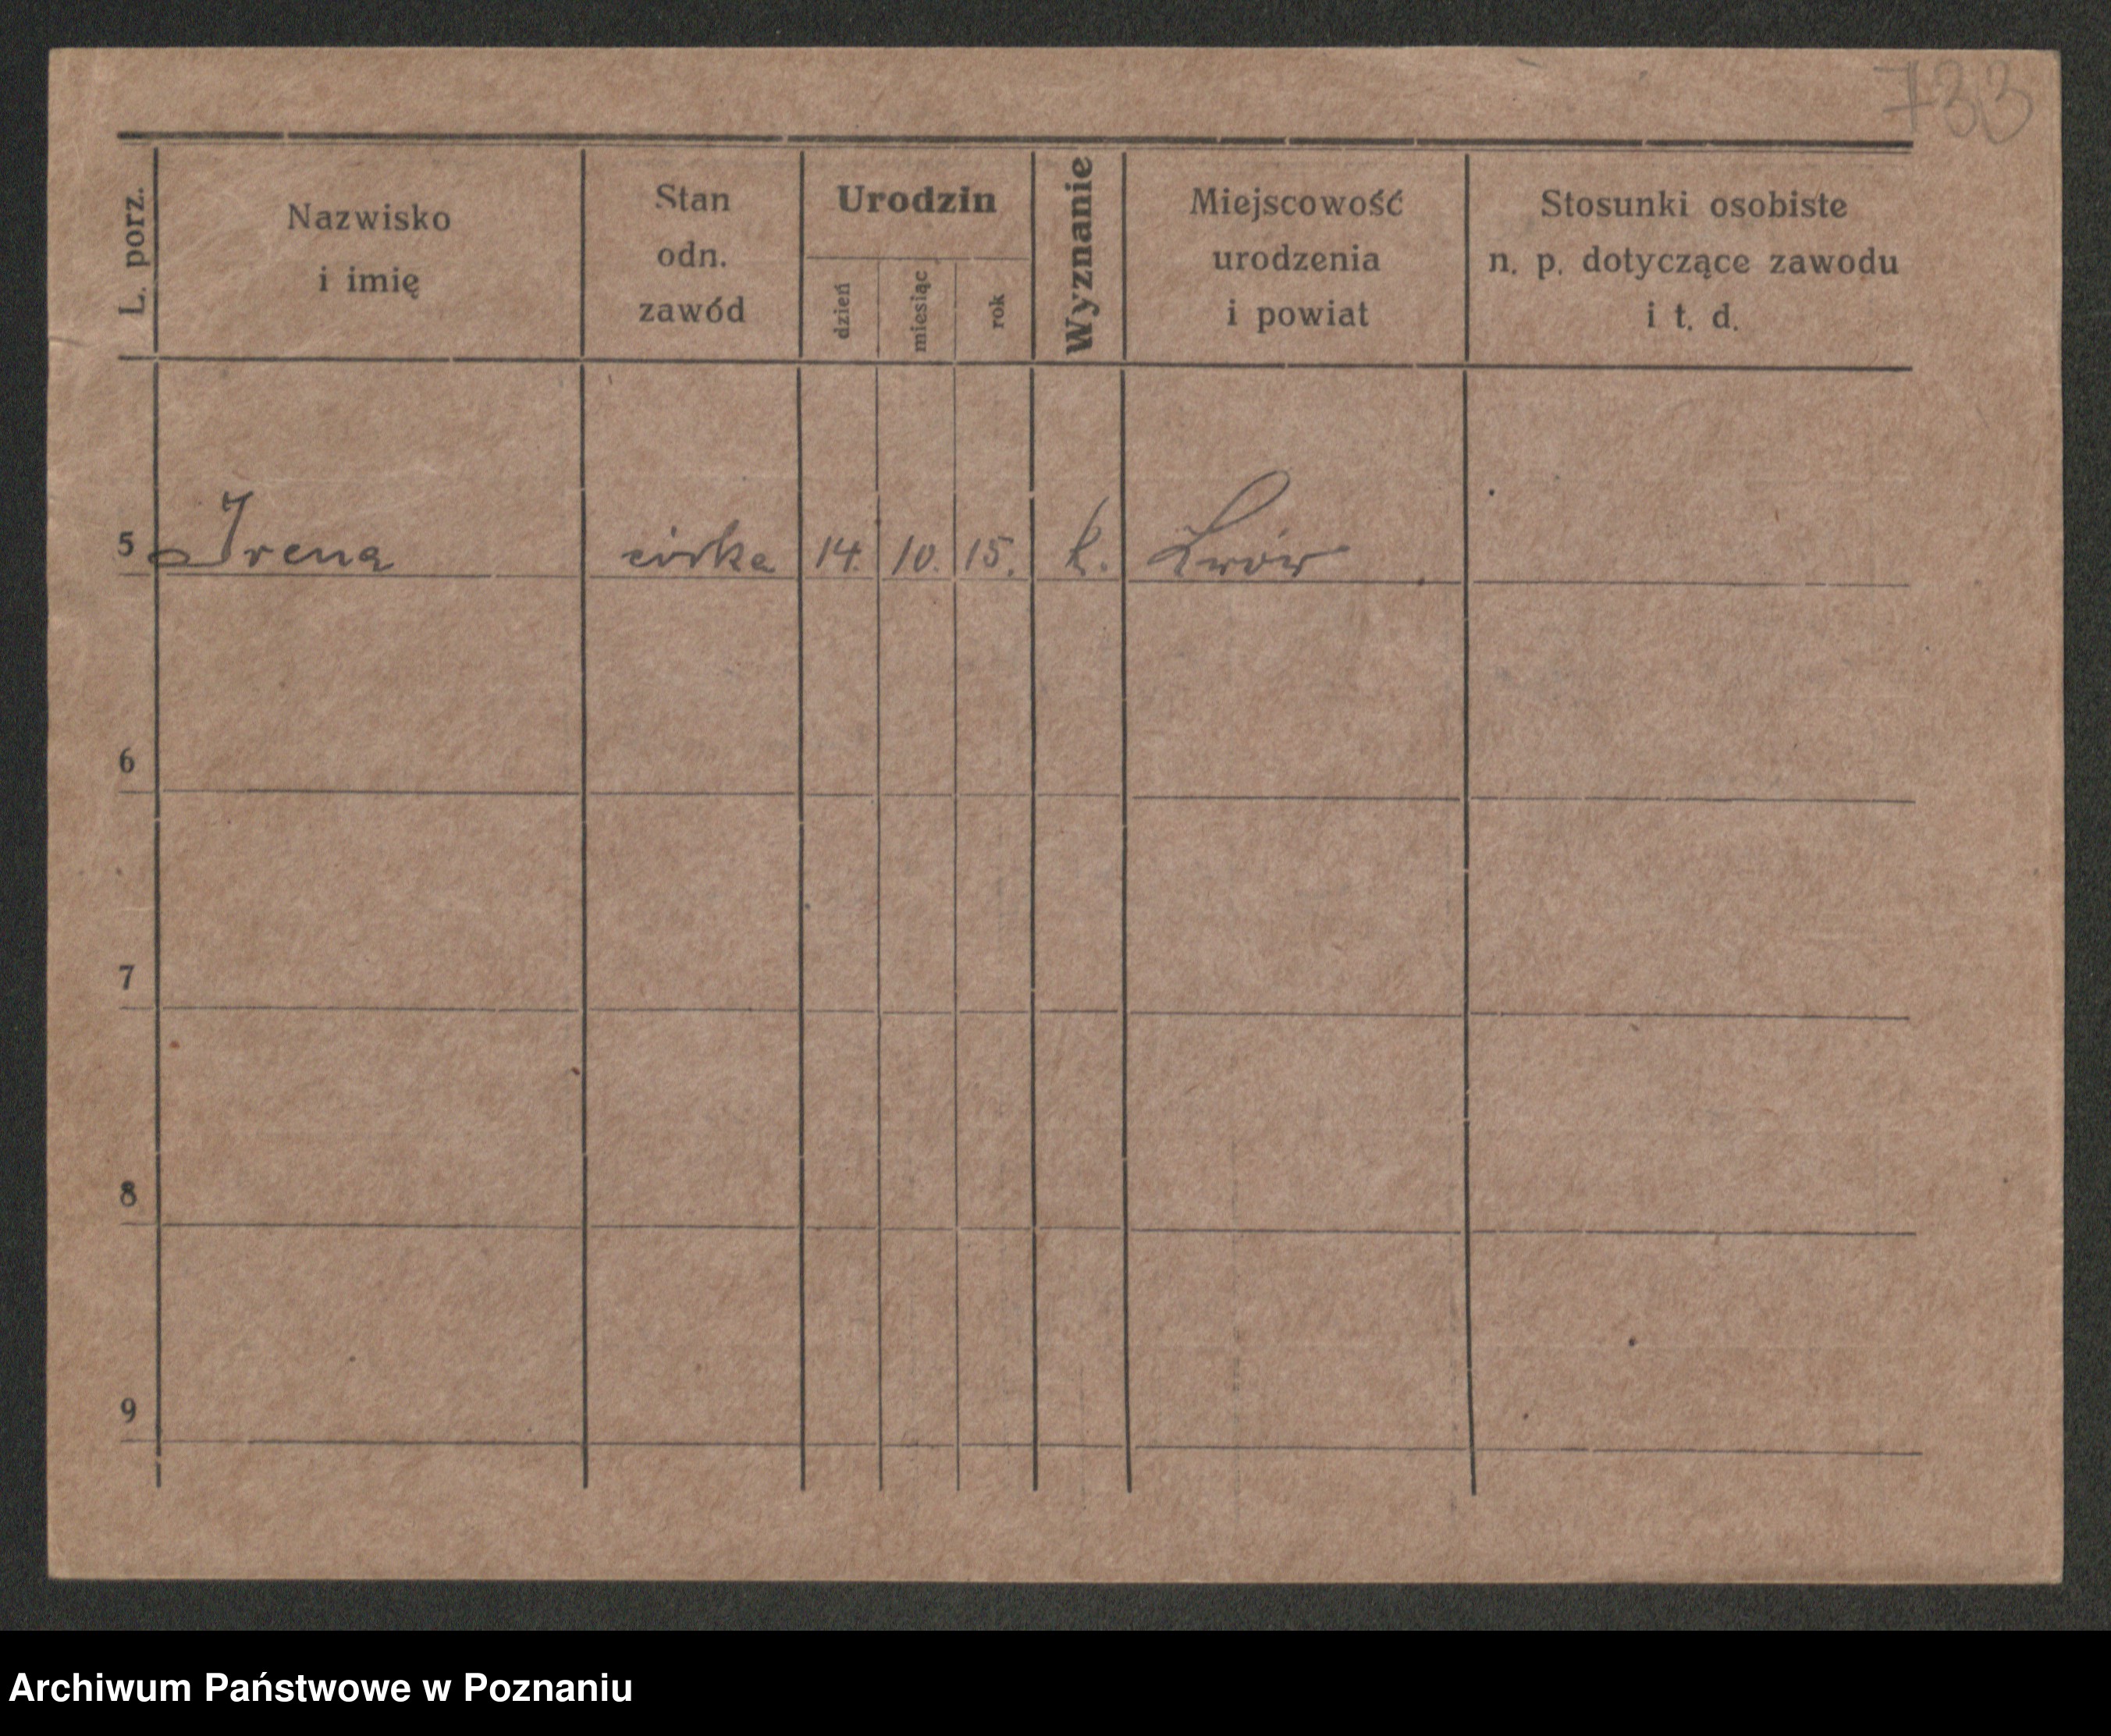 733
L. porz.
Nazwisko
i imię
Stan
odn.
zawód
Urodzin
dzień
miesiąc
rok
Wyznanie
Miejscowość
urodzenia
i powiat
Stosunki osobiste
n. p. dotyczące zawodu
i t. d.
5 Irena córka 14. 10. 15. k. Lwów
6
7
8
9
Archiwum Państwowe w Poznaniu